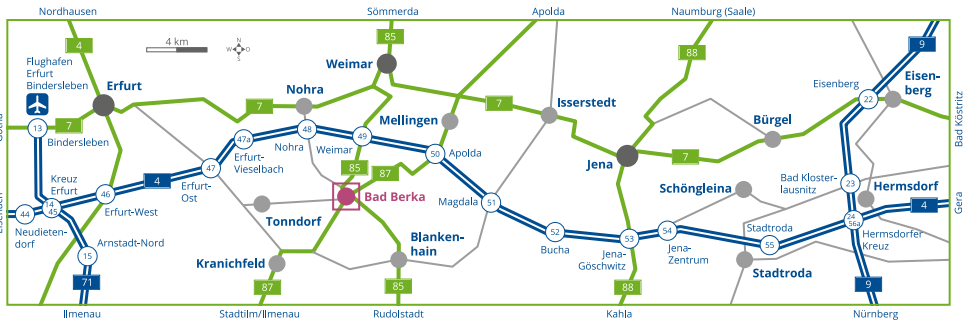 Nordhausen
Sömmerda
Apolda
Naumburg (Saale)
4 km
N
W
O
S
4
85
88
9
Flughafen
Erfurt
Bindersleben
Erfurt
Weimar
Nohra
Mellingen
Isserstedt
Eisenberg
22
Eisen-
berg
Bürgel
Jena
7
7
7
7
13
Bindersleben
47a
Erfurt-
Vieselbach
48
Nohra
49
Weimar
50
Apolda
Gotha
Bad Köstritz
Kreuz
Erfurt
4
47
Erfurt-
Ost
85
87
Bad Berka
Magdala
51
Schöngleina
Bad Kloster-
lausnitz
23
Hermsdorf
4
Gera
Eisenach
44
14
45
46
Erfurt-West
Neudieten-
dorf
Arnstadt-Nord
15
Tonndorf
Kranichfeld
Blanken-
hain
52
Bucha
53
Jena-
Göschwitz
54
Jena-
Zentrum
Stadtroda
55
Stadtroda
24
56a
Hermsdorfer
Kreuz
71
87
85
88
9
Ilmenau
Stadtilm/Ilmenau
Rudolstadt
Kahla
Nürnberg